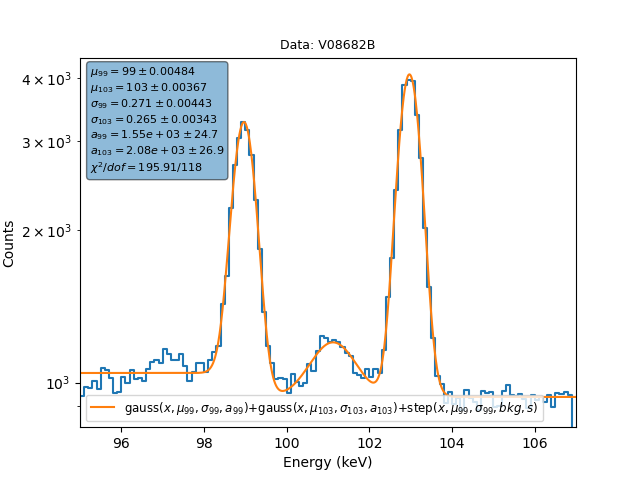 Data: V08682B
μ₉₉ = 99 ± 0.00484
μ₁₀₃ = 103 ± 0.00367
σ₉₉ = 0.271 ± 0.00443
σ₁₀₃ = 0.265 ± 0.00343
a₉₉ = 1.55e + 03 ± 24.7
a₁₀₃ = 2.08e + 03 ± 26.9
χ²/dof = 195.91/118
4 × 10³
3 × 10³
2 × 10³
10³
Counts
gauss(x, μ₉₉, σ₉₉, a₉₉)+gauss(x, μ₁₀₃, σ₁₀₃, a₁₀₃)+step(x, μ₉₉, σ₉₉, bkg, s)
96 98 100 102 104 106
Energy (keV)